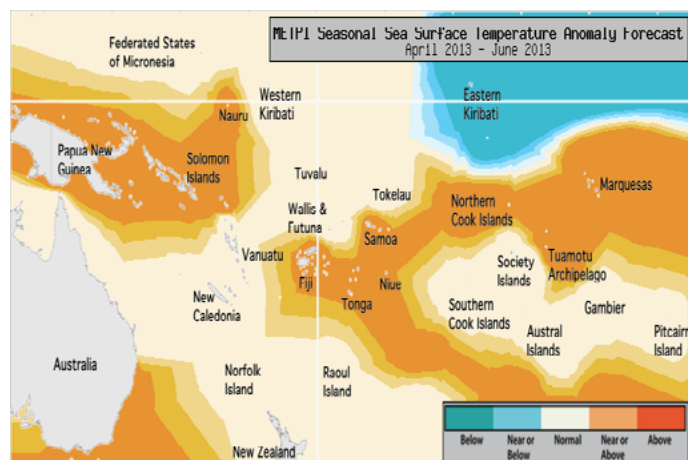 METPI Seasonal Sea Surface Temperature Anomaly Forecast
April 2013 - June 2013
Federated States
of Micronesia
Western
Kiribati
Eastern
Kiribati
Nauru
Papua New
Guinea
Solomon
Islands
Tuvalu
Tokelau
Marquesas
Wallis &
Futuna
Northern
Cook Islands
Samoa
Vanuatu
Society
Islands
Tuamotu
Archipelago
Fiji
Niue
Tonga
New
Caledonia
Southern
Cook Islands
Gambier
Austral
Islands
Pitcairn
Island
Australia
Norfolk
Island
Raoul
Island
New Zealand
Below
Near or
Below
Normal
Near or
Above
Above